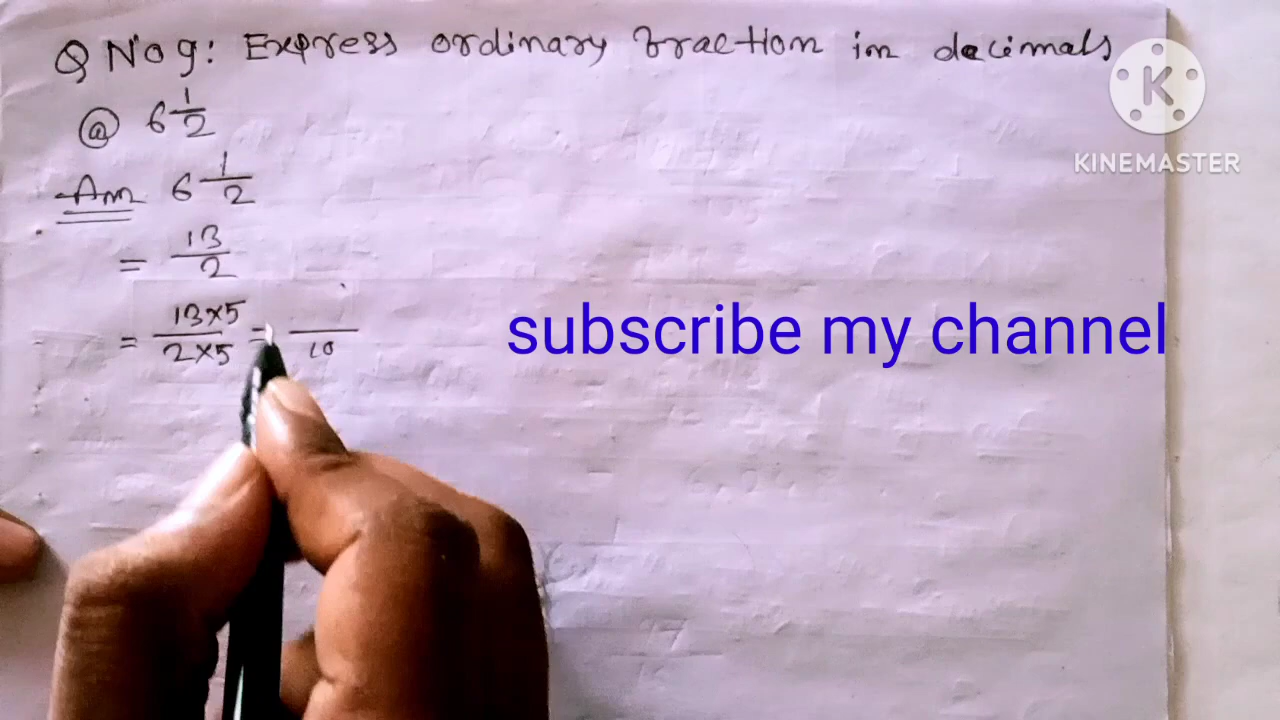 Q No 9: Express ordinary fraction in decimals
K
KINEMASTER
@ 6 1/2
Ans 6 1/2
= 13/2
= 13×5/2×5 = /10
subscribe my channel